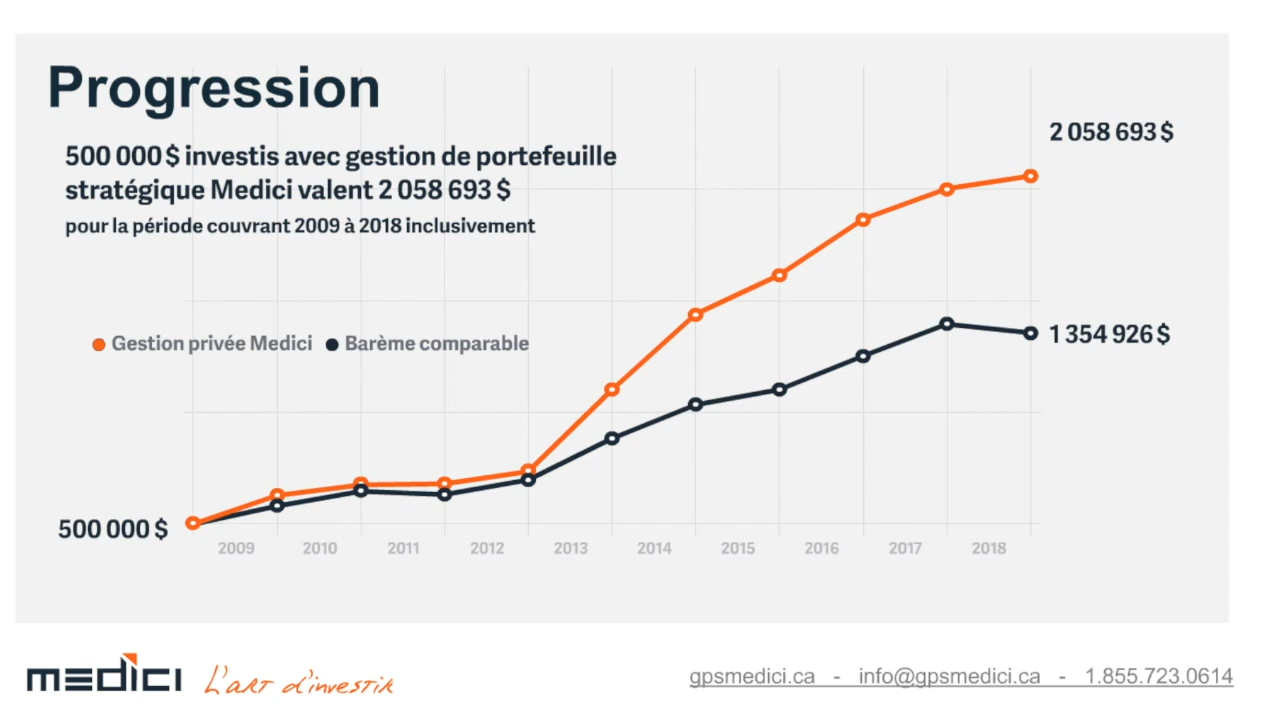 Progression
500 000 $ investis avec gestion de portefeuille
stratégique Medici valent 2 058 693 $
pour la période couvrant 2009 à 2018 inclusivement
2 058 693 $
Gestion privée Medici
Barème comparable
1 354 926 $
500 000 $
2009 2010 2011 2012 2013 2014 2015 2016 2017 2018
MEDICI L'ART d'investir
gpsmedici.ca - info@gpsmedici.ca - 1.855.723.0614